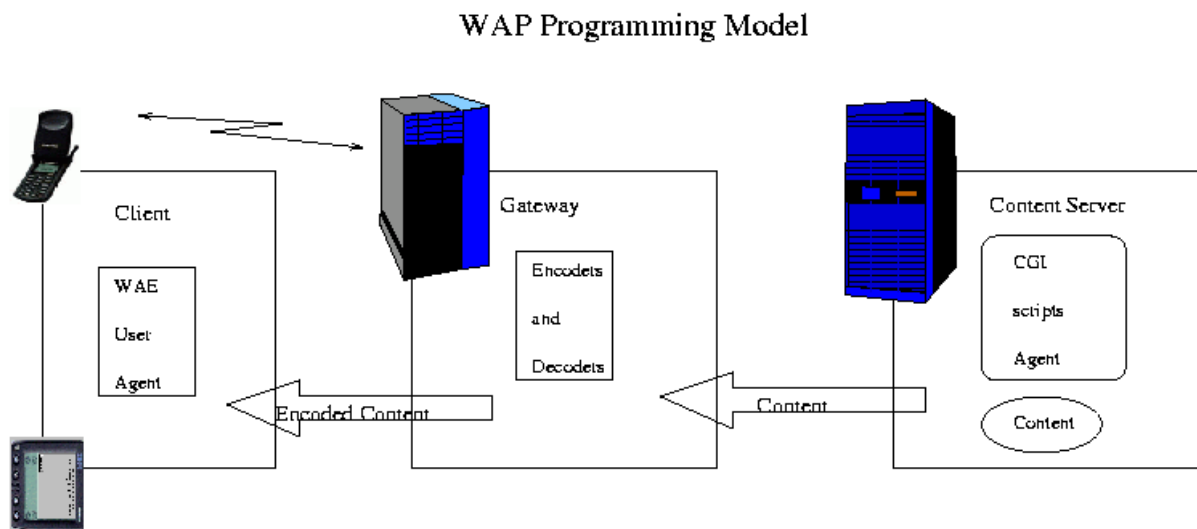 WAP Programming Model
Client
WAE
User
Agent
Gateway
Encoders
and
Decoders
Content Server
CGI
scripts
Agent
Content
Encoded Content
Content